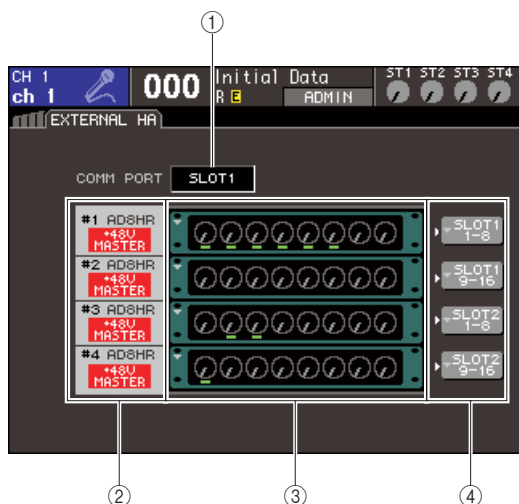 ①
CH 1
ch 1
000
Initial Data
R E
ADMIN
ST1 ST2 ST3 ST4
EXTERNAL HA
COMM PORT
SLOT1
#1 AD8HR
+48V
MASTER
SLOT1
1-8
#2 AD8HR
+48V
MASTER
SLOT1
9-16
#3 AD8HR
+48V
MASTER
SLOT2
1-8
#4 AD8HR
+48V
MASTER
SLOT2
9-16
② ③ ④